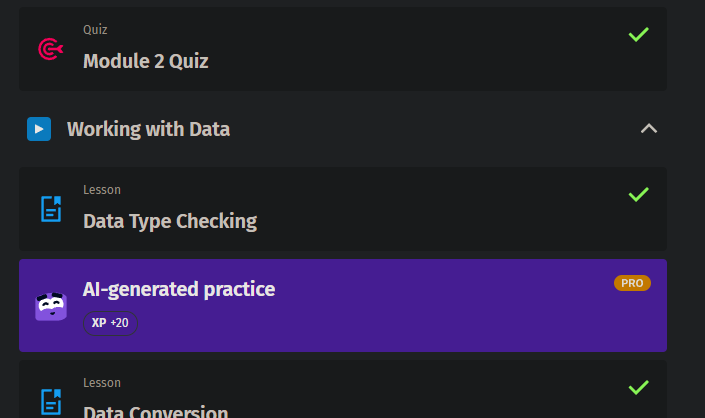 Quiz
Module 2 Quiz
Working with Data
Lesson
Data Type Checking
AI-generated practice
PRO
XP +20
Lesson
Data Conversion